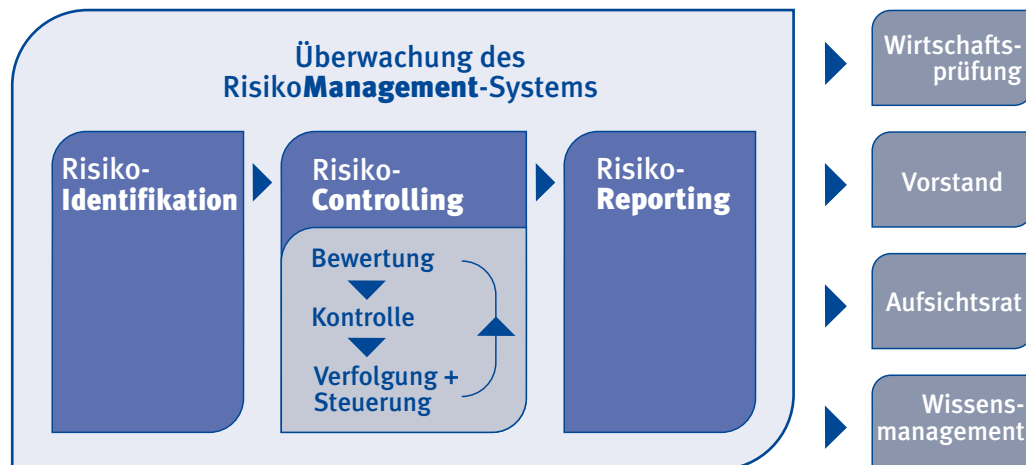 Überwachung des
RisikoManagement-Systems
Risiko-
Identifikation
Risiko-
Controlling
Bewertung
Kontrolle
Verfolgung +
Steuerung
Risiko-
Reporting
Wirtschafts-
prüfung
Vorstand
Aufsichtsrat
Wissens-
management